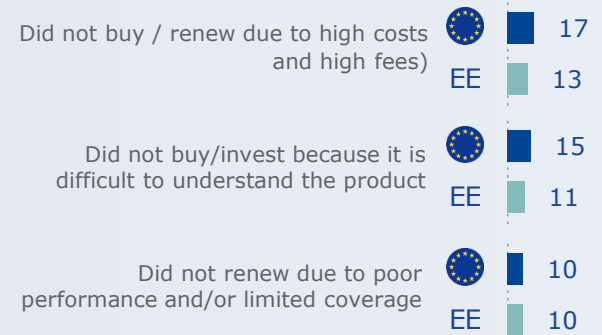 Did not buy / renew due to high costs
and high fees)
17
EE 13
Did not buy/invest because it is
difficult to understand the product
15
EE 11
Did not renew due to poor
performance and/or limited coverage
10
EE 10